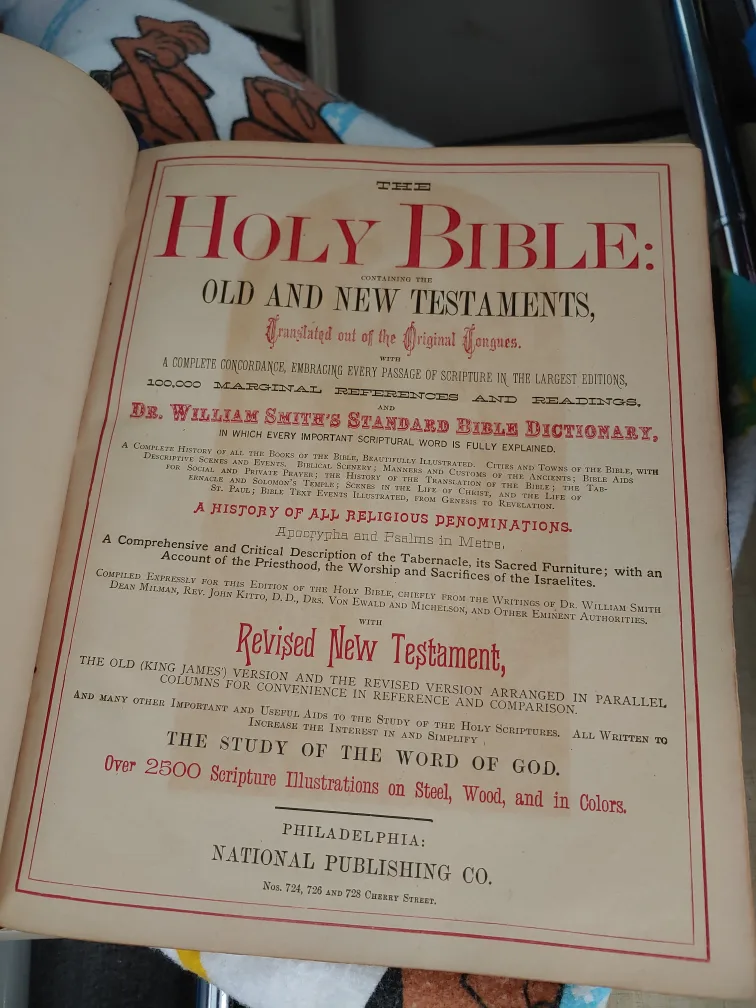 THE
HOLY BIBLE:
CONTAINING THE
OLD AND NEW TESTAMENTS,
Translated out of the Original Tongues.
WITH
A COMPLETE CONCORDANCE, EMBRACING EVERY PASSAGE OF SCRIPTURE IN THE LARGEST EDITIONS,
100,000 MARGINAL REFERENCES AND READINGS,
AND
DR. WILLIAM SMITH'S STANDARD BIBLE DICTIONARY,
IN WHICH EVERY IMPORTANT SCRIPTURAL WORD IS FULLY EXPLAINED.
A COMPLETE HISTORY OF ALL THE BOOKS OF THE BIBLE, BEAUTIFULLY ILLUSTRATED. CITIES AND TOWNS OF THE BIBLE, WITH
DESCRIPTIVE SCENES AND EVENTS. BIBLICAL SCENERY; MANNERS AND CUSTOMS OF THE ANCIENTS; BIBLE AIDS
FOR SOCIAL AND PRIVATE PRAYER; THE HISTORY OF THE TRANSLATION OF THE BIBLE; THE TAB-
ERNACLE AND SOLOMON'S TEMPLE; SCENES IN THE LIFE OF CHRIST, AND THE LIFE OF
ST. PAUL; BIBLE TEXT EVENTS ILLUSTRATED, FROM GENESIS TO REVELATION.
A HISTORY OF ALL RELIGIOUS DENOMINATIONS.
Apocrypha and Psalms in Metre,
A Comprehensive and Critical Description of the Tabernacle, its Sacred Furniture; with an
Account of the Priesthood, the Worship and Sacrifices of the Israelites.
COMPILED EXPRESSLY FOR THIS EDITION OF THE HOLY BIBLE, CHIEFLY FROM THE WRITINGS OF DR. WILLIAM SMITH
DEAN MILMAN, REV. JOHN KITTO, D. D., DRS. VON EWALD AND MICHELSON, AND OTHER EMINENT AUTHORITIES.
WITH
Revised New Testament,
THE OLD (KING JAMES') VERSION AND THE REVISED VERSION ARRANGED IN PARALLEL
COLUMNS FOR CONVENIENCE IN REFERENCE AND COMPARISON.
AND MANY OTHER IMPORTANT AND USEFUL AIDS TO THE STUDY OF THE HOLY SCRIPTURES. ALL WRITTEN TO
INCREASE THE INTEREST IN AND SIMPLIFY
THE STUDY OF THE WORD OF GOD.
Over 2500 Scripture Illustrations on Steel, Wood, and in Colors.
PHILADELPHIA:
NATIONAL PUBLISHING CO.
NOS. 724, 726 AND 728 CHERRY STREET.